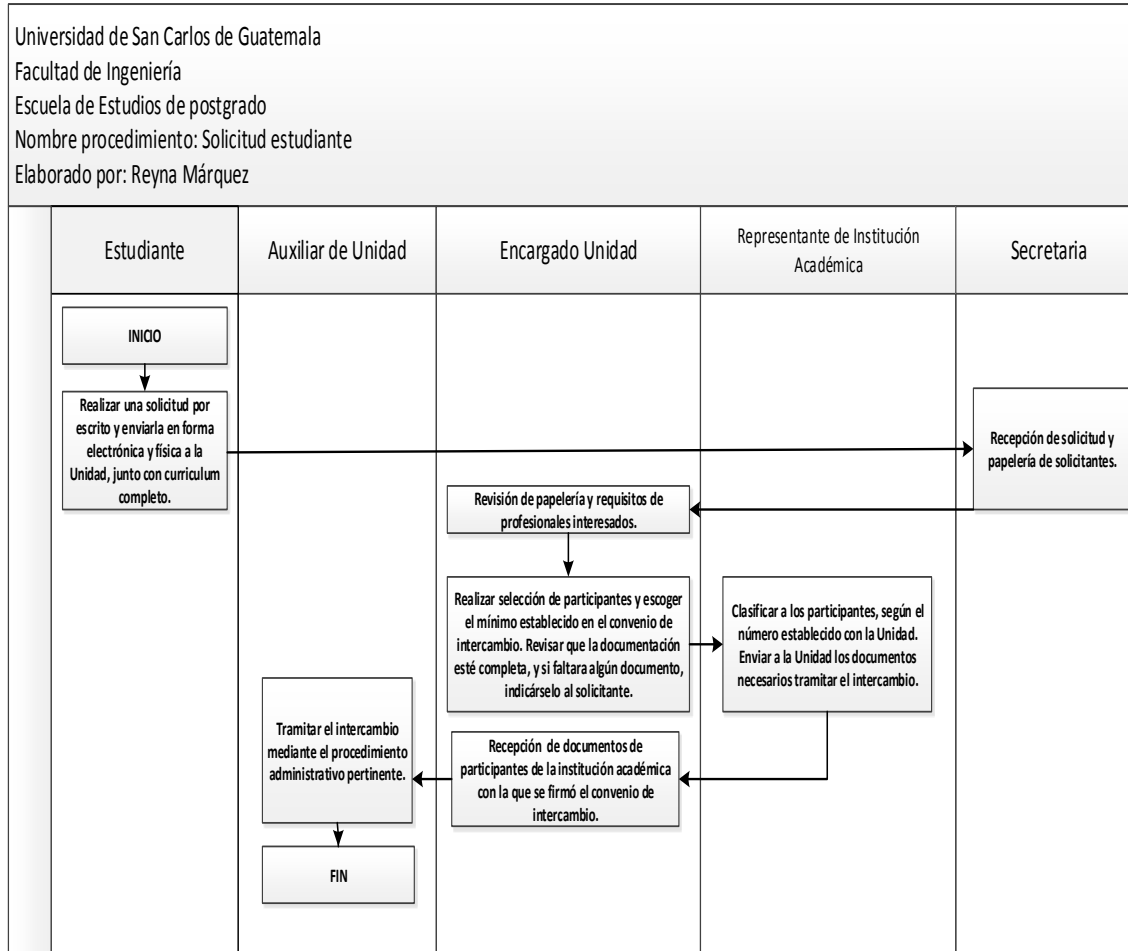 Universidad de San Carlos de Guatemala
Facultad de Ingeniería
Escuela de Estudios de postgrado
Nombre procedimiento: Solicitud estudiante
Elaborado por: Reyna Márquez
Estudiante
Auxiliar de Unidad
Encargado Unidad
Representante de Institución
Académica
Secretaria
INICIO
Realizar una solicitud por
escrito y enviarla en forma
electrónica y física a la
Unidad, junto con curriculum
completo.
Recepción de solicitud y
papelería de solicitantes.
Revisión de papelería y requisitos de
profesionales interesados.
Realizar selección de participantes y escoger
el mínimo establecido en el convenio de
intercambio. Revisar que la documentación
esté completa, y si faltara algún documento,
indicárselo al solicitante.
Clasificar a los participantes, según el
número establecido con la Unidad.
Enviar a la Unidad los documentos
necesarios tramitar el intercambio.
Recepción de documentos de
participantes de la institución académica
con la que se firmó el convenio de
intercambio.
Tramitar el intercambio
mediante el procedimiento
administrativo pertinente.
FIN